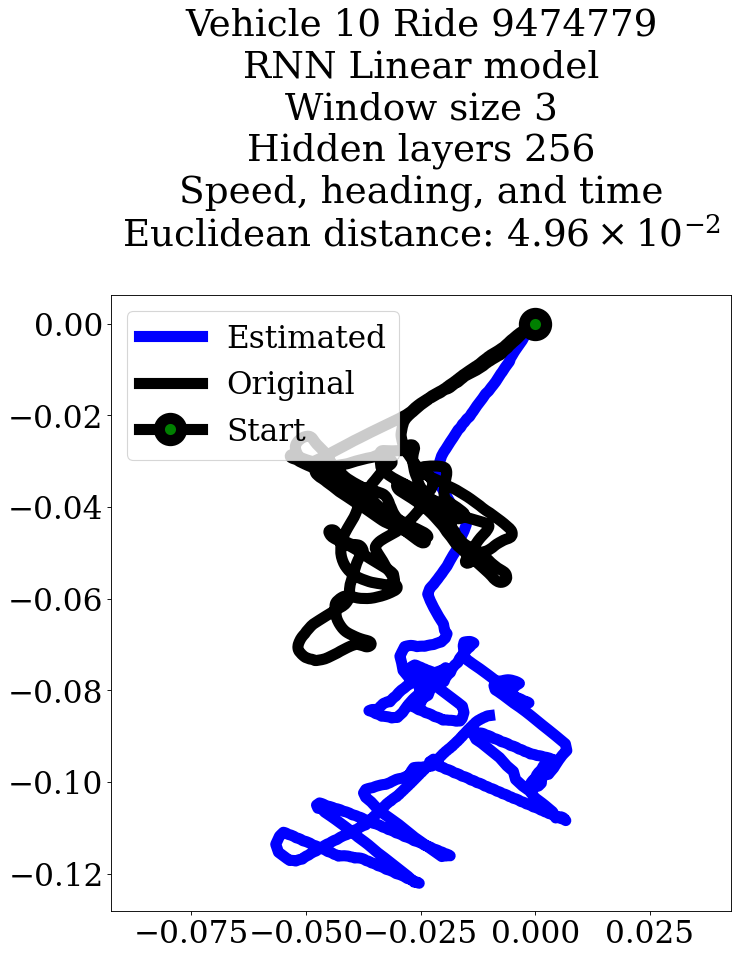 Vehicle 10 Ride 9474779
RNN Linear model
Window size 3
Hidden layers 256
Speed, heading, and time
Euclidean distance: 4.96 × 10⁻²
Estimated
Original
Start
0.00
−0.02
−0.04
−0.06
−0.08
−0.10
−0.12
−0.075 −0.050 −0.025 0.000 0.025